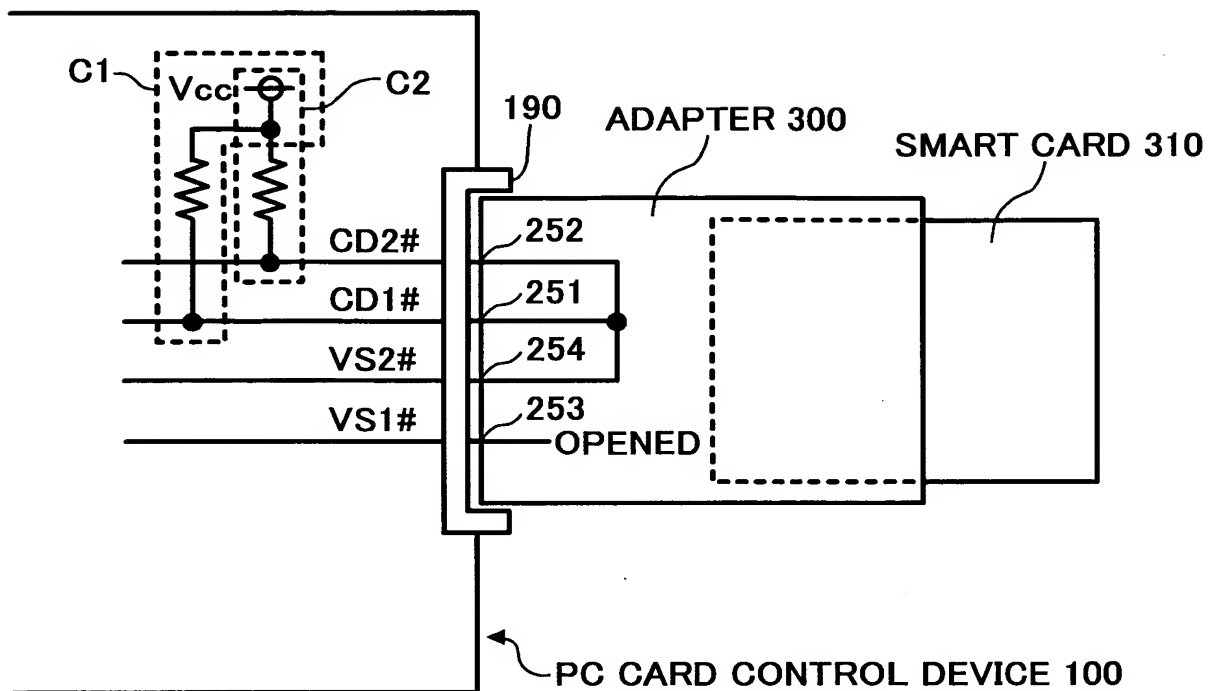 C1
Vcc
C2
190
ADAPTER 300
SMART CARD 310
CD2#
252
CD1#
251
VS2#
254
VS1#
253
OPENED
PC CARD CONTROL DEVICE 100